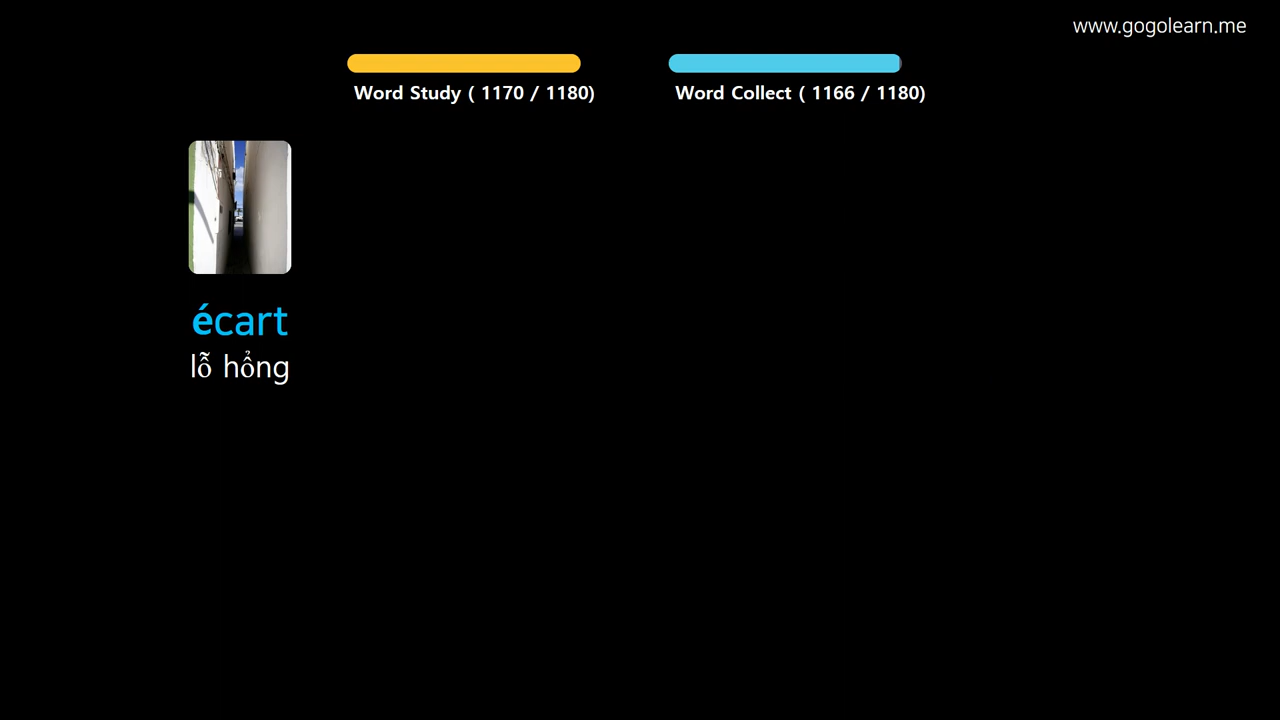 www.gogolearn.me
Word Study ( 1170 / 1180)
Word Collect ( 1166 / 1180)
écart
lỗ hổng